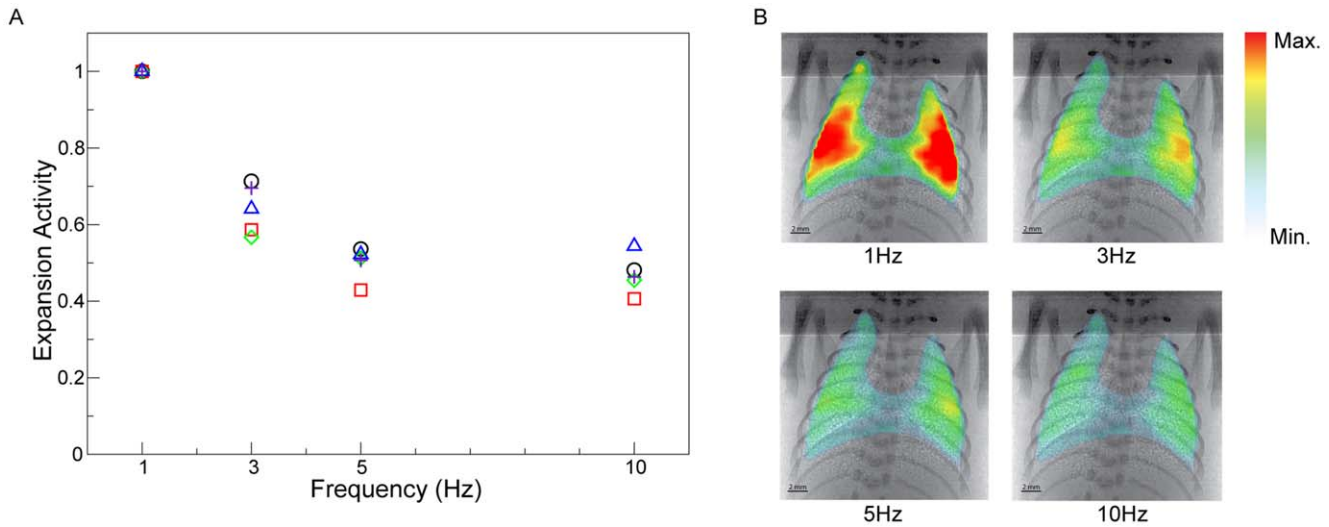 A
Expansion Activity
1
0.8
0.6
0.4
0.2
0
1
3
5
10
Frequency (Hz)
B
Max.
Min.
2 mm
1Hz
2 mm
3Hz
2 mm
5Hz
2 mm
10Hz